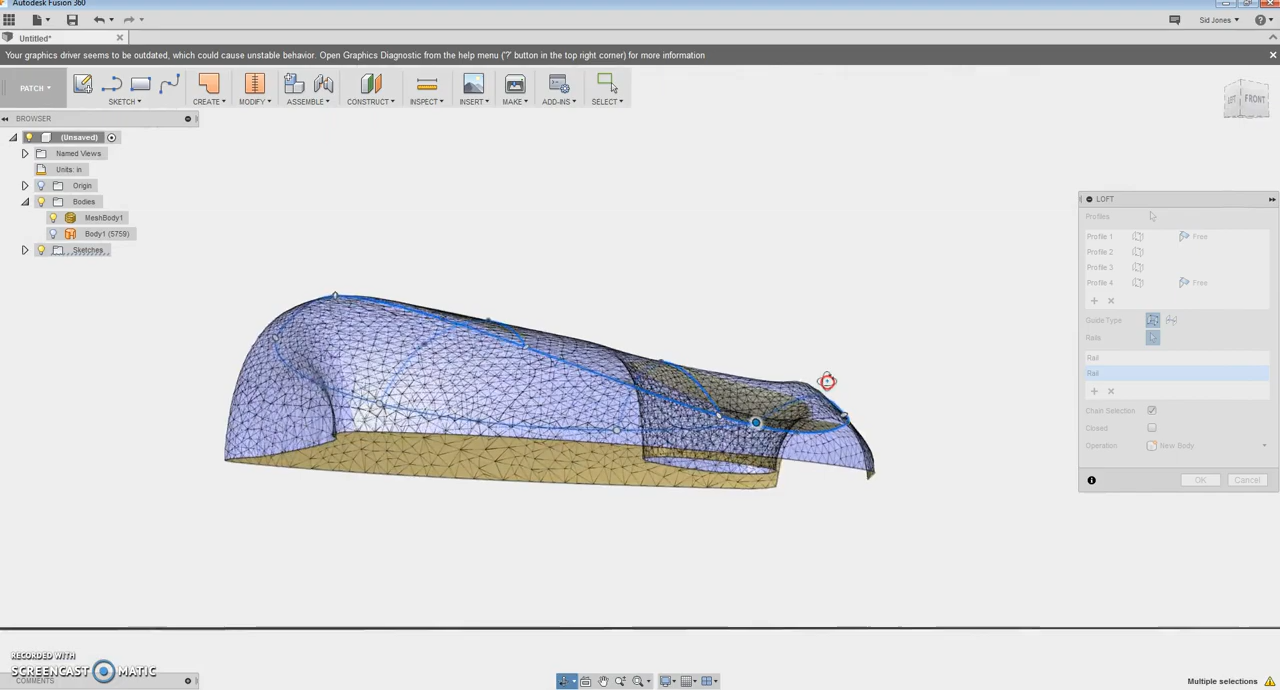 Autodesk Fusion 360
Sid Jones
Untitled*
Your graphics driver seems to be outdated, which could cause unstable behavior. Open Graphics Diagnostic from the help menu ('?' button in the top right corner) for more information
PATCH
SKETCH
CREATE
MODIFY
ASSEMBLE
CONSTRUCT
INSPECT
INSERT
MAKE
ADD-INS
SELECT
LEFT
FRONT
BROWSER
(Unsaved)
Named Views
Units: in
Origin
Bodies
MeshBody1
Body1 (5759)
Sketches
LOFT
Profiles
Profile 1
Free
Profile 2
Profile 3
Profile 4
Free
Guide Type
Rails
Rail
Rail
Chain Selection
Closed
Operation
New Body
OK
Cancel
RECORDED WITH
SCREENCAST MATIC
COMMENTS
Multiple selections